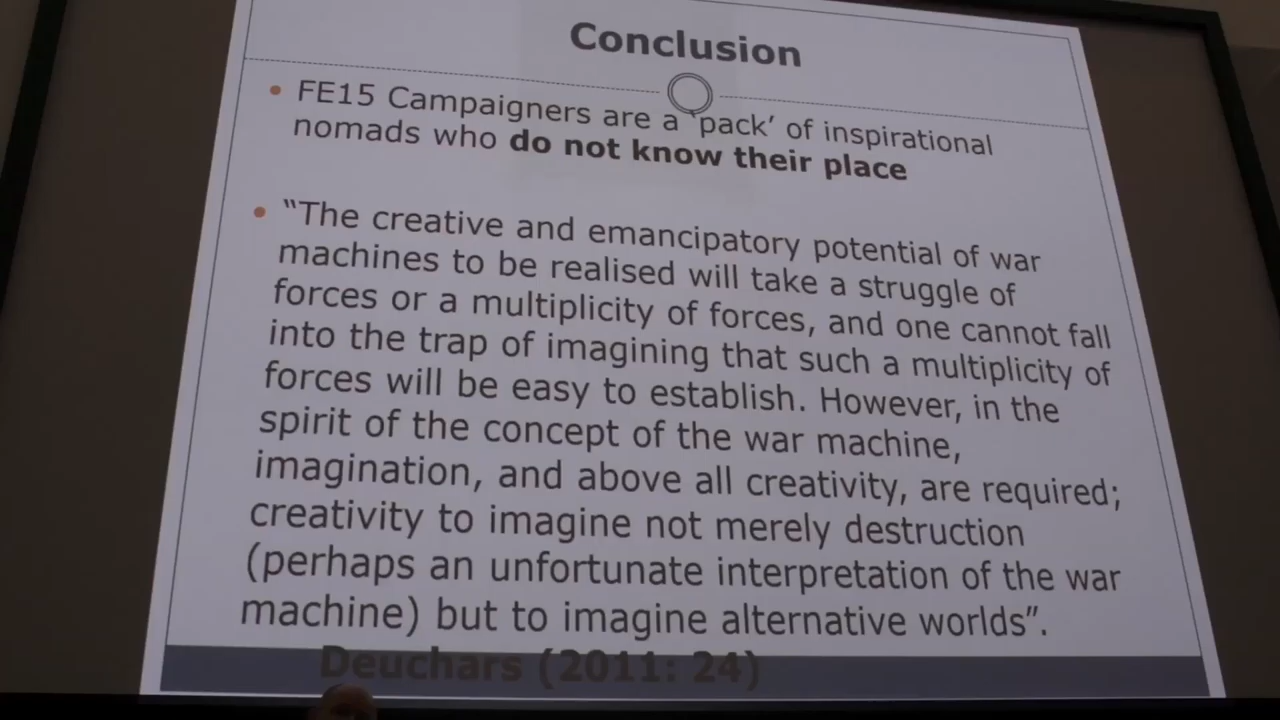 Conclusion
• FE15 Campaigners are a ‘pack’ of inspirational
nomads who do not know their place
• “The creative and emancipatory potential of war
machines to be realised will take a struggle of
forces or a multiplicity of forces, and one cannot fall
into the trap of imagining that such a multiplicity of
forces will be easy to establish. However, in the
spirit of the concept of the war machine,
imagination, and above all creativity, are required;
creativity to imagine not merely destruction
(perhaps an unfortunate interpretation of the war
machine) but to imagine alternative worlds”.
Deuchars (2011: 24)